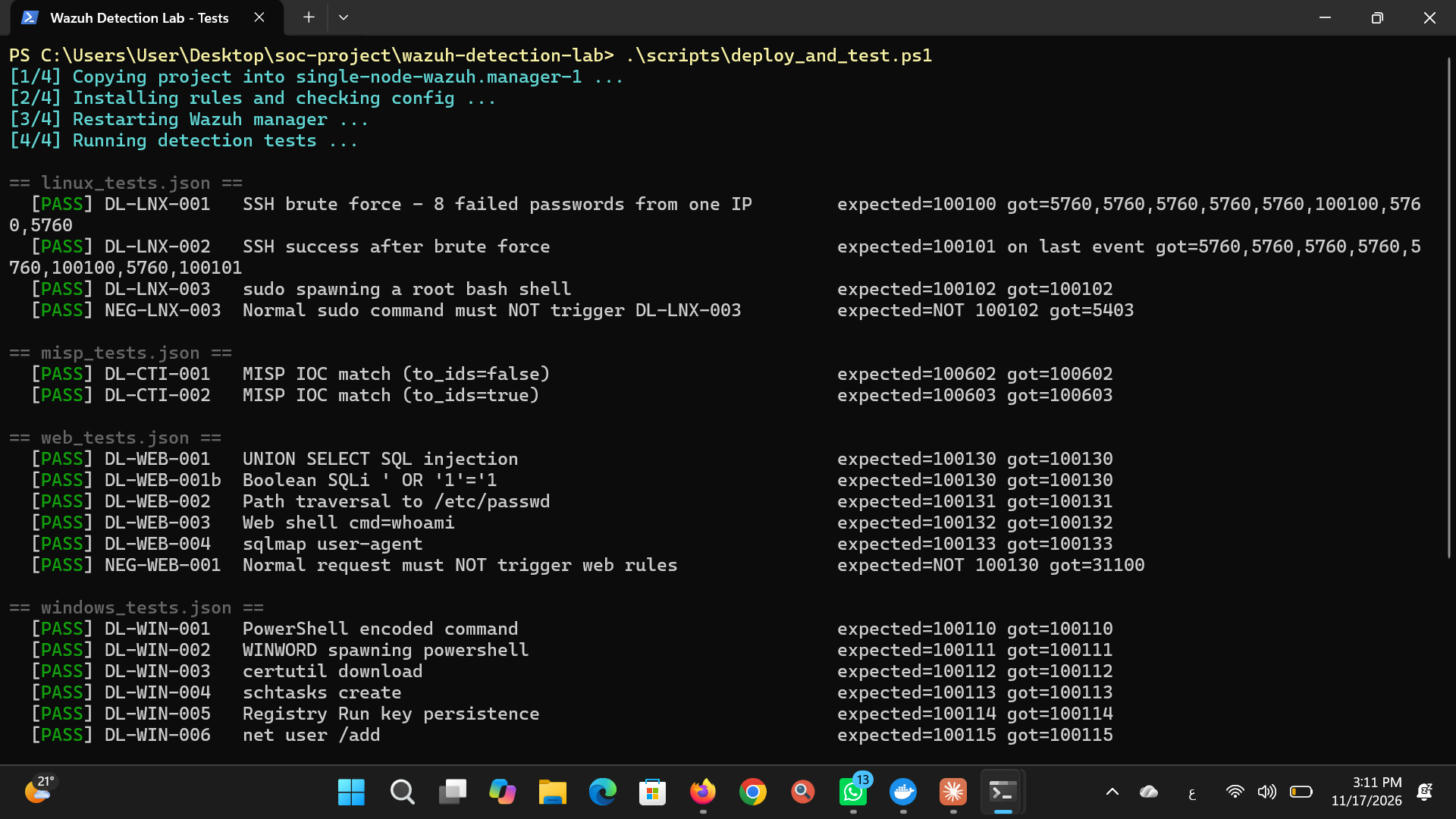 Wazuh Detection Lab - Tests
PS C:\Users\User\Desktop\soc-project\wazuh-detection-lab> .\scripts\deploy_and_test.ps1
[1/4] Copying project into single-node-wazuh.manager-1 ...
[2/4] Installing rules and checking config ...
[3/4] Restarting Wazuh manager ...
[4/4] Running detection tests ...
== linux_tests.json ==
[PASS] DL-LNX-001 SSH brute force - 8 failed passwords from one IP expected=100100 got=5760,5760,5760,5760,5760,100100,576
0,5760
[PASS] DL-LNX-002 SSH success after brute force expected=100101 on last event got=5760,5760,5760,5760,5
760,100100,5760,100101
[PASS] DL-LNX-003 sudo spawning a root bash shell expected=100102 got=100102
[PASS] NEG-LNX-003 Normal sudo command must NOT trigger DL-LNX-003 expected=NOT 100102 got=5403
== misp_tests.json ==
[PASS] DL-CTI-001 MISP IOC match (to_ids=false) expected=100602 got=100602
[PASS] DL-CTI-002 MISP IOC match (to_ids=true) expected=100603 got=100603
== web_tests.json ==
[PASS] DL-WEB-001 UNION SELECT SQL injection expected=100130 got=100130
[PASS] DL-WEB-001b Boolean SQLi ' OR '1'='1 expected=100130 got=100130
[PASS] DL-WEB-002 Path traversal to /etc/passwd expected=100131 got=100131
[PASS] DL-WEB-003 Web shell cmd=whoami expected=100132 got=100132
[PASS] DL-WEB-004 sqlmap user-agent expected=100133 got=100133
[PASS] NEG-WEB-001 Normal request must NOT trigger web rules expected=NOT 100130 got=31100
== windows_tests.json ==
[PASS] DL-WIN-001 PowerShell encoded command expected=100110 got=100110
[PASS] DL-WIN-002 WINWORD spawning powershell expected=100111 got=100111
[PASS] DL-WIN-003 certutil download expected=100112 got=100112
[PASS] DL-WIN-004 schtasks create expected=100113 got=100113
[PASS] DL-WIN-005 Registry Run key persistence expected=100114 got=100114
[PASS] DL-WIN-006 net user /add expected=100115 got=100115
21°
13
ع
3:11 PM
11/17/2026